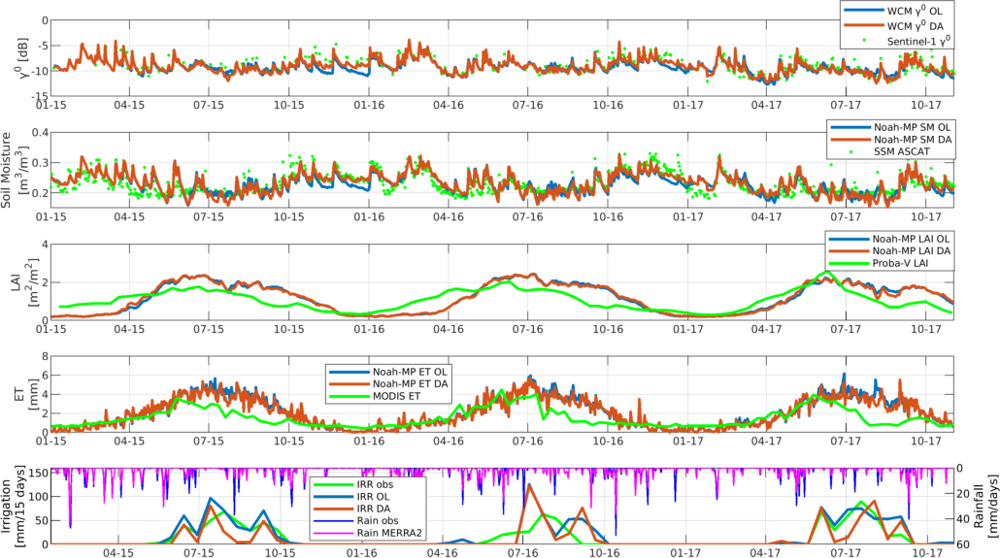 WCM γ⁰ OL
WCM γ⁰ DA
Sentinel-1 γ⁰
γ⁰ [dB]
0
-5
-10
-15
01-15 04-15 07-15 10-15 01-16 04-16 07-16 10-16 01-17 04-17 07-17 10-17
Noah-MP SM OL
Noah-MP SM DA
SSM ASCAT
Soil Moisture
[m³/m³]
0.4
0.3
0.2
01-15 04-15 07-15 10-15 01-16 04-16 07-16 10-16 01-17 04-17 07-17 10-17
Noah-MP LAI OL
Noah-MP LAI DA
Proba-V LAI
LAI
[m²/m²]
4
2
0
01-15 04-15 07-15 10-15 01-16 04-16 07-16 10-16 01-17 04-17 07-17 10-17
Noah-MP ET OL
Noah-MP ET DA
MODIS ET
ET
[mm]
8
6
4
2
0
01-15 04-15 07-15 10-15 01-16 04-16 07-16 10-16 01-17 04-17 07-17 10-17
IRR obs
IRR OL
IRR DA
Rain obs
Rain MERRA2
Irrigation
[mm/15 days]
150
100
50
0
Rainfall
[mm/days]
0
20
40
60
04-15 07-15 10-15 01-16 04-16 07-16 10-16 01-17 04-17 07-17 10-17